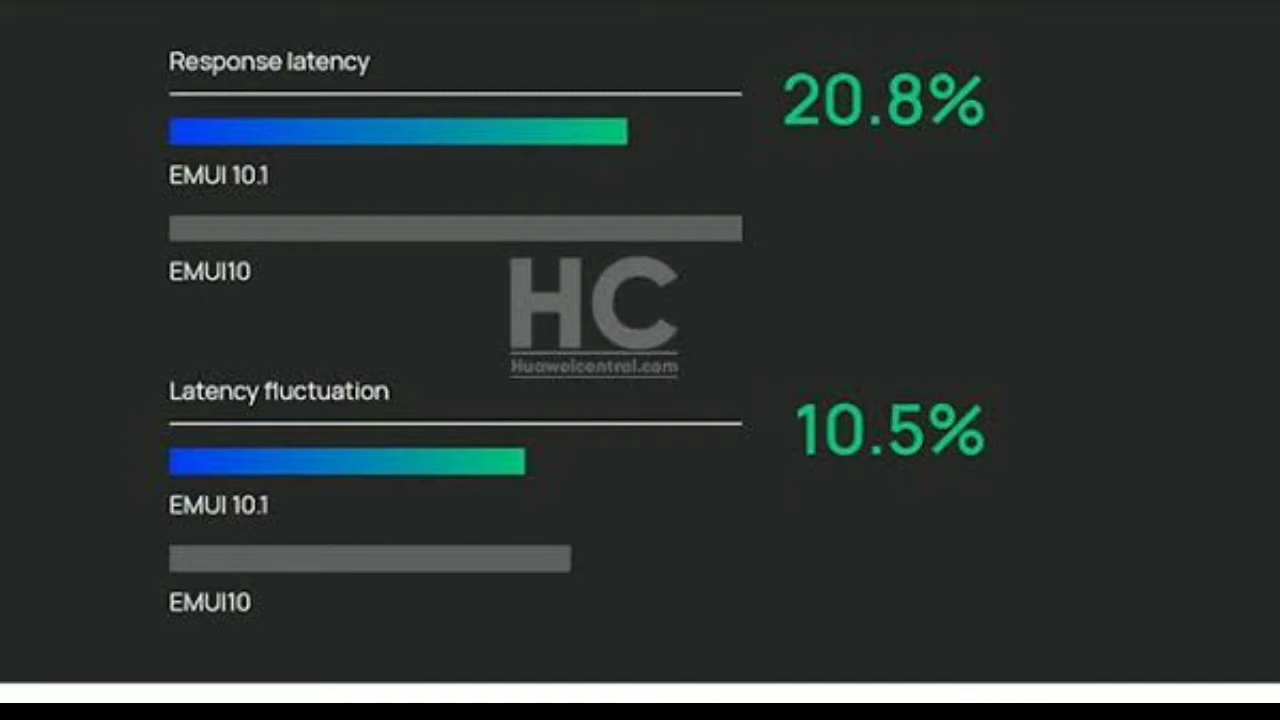 Response latency
20.8%
EMUI 10.1
EMUI10
HC
Huaweicentral.com
Latency fluctuation
10.5%
EMUI 10.1
EMUI10